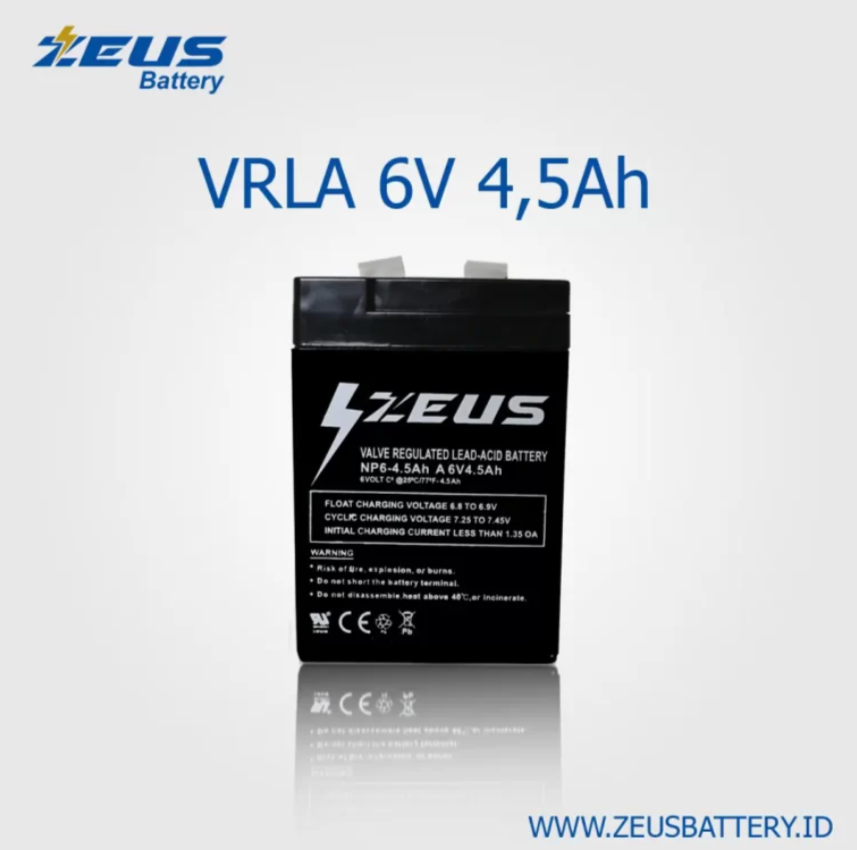 ZEUS
Battery
VRLA 6V 4,5Ah
ZEUS
VALVE REGULATED LEAD-ACID BATTERY
NP6-4.5Ah A 6V4.5Ah
6VOLT C° @25°C/77°F- 4.5Ah
FLOAT CHARGING VOLTAGE 6.8 TO 6.9V
CYCLIC CHARGING VOLTAGE 7.25 TO 7.45V
INITIAL CHARGING CURRENT LESS THAN 1.35 OA
WARNING
* Risk of fire, explosion, or burns.
• Do not short the battery terminal.
• Do not disassemble,heat above 40°C,or incinerate.
CE
Pb
WWW.ZEUSBATTERY.ID